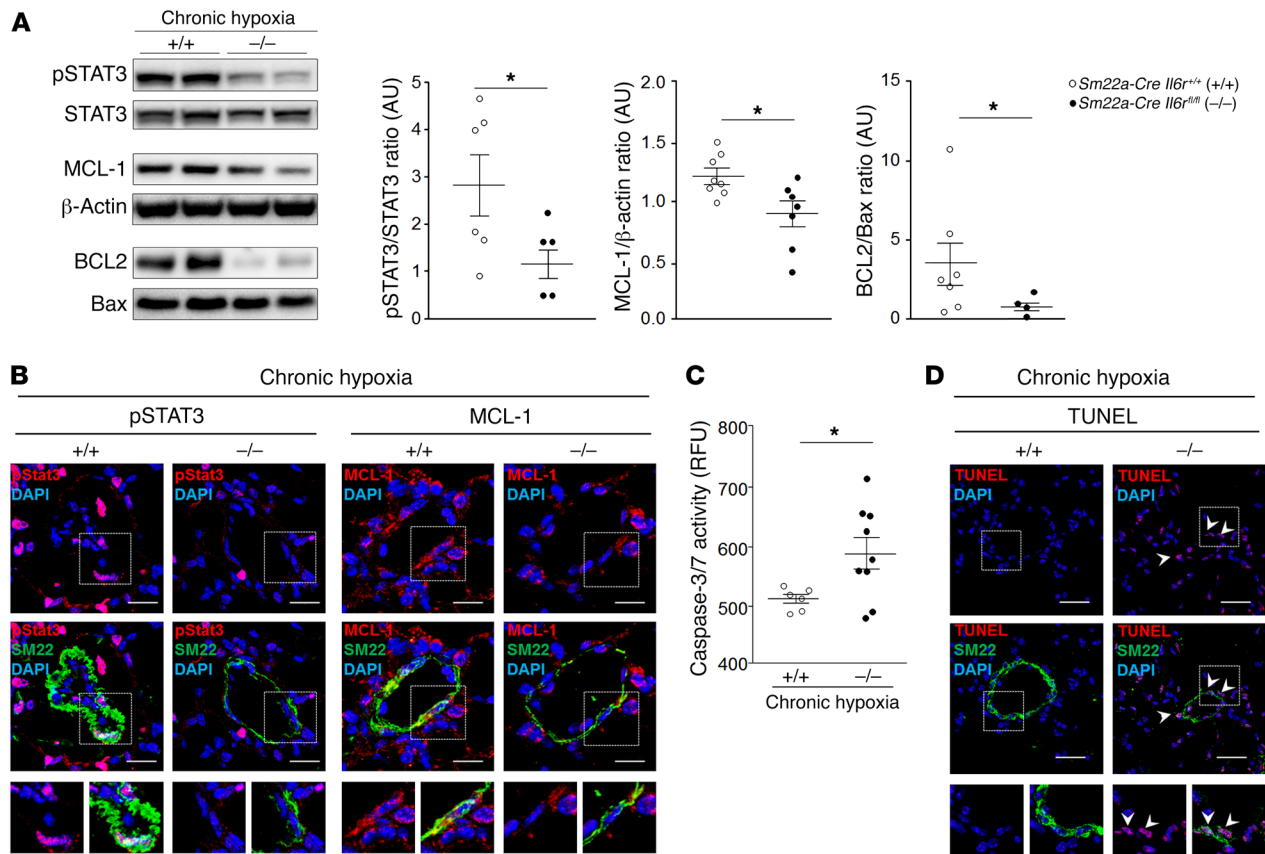 A
Chronic hypoxia
+/+
–/–
pSTAT3
STAT3
MCL-1
β-Actin
BCL2
Bax
pSTAT3/STAT3 ratio (AU)
5
4
3
2
1
0
*
MCL-1/β-actin ratio (AU)
2.0
1.5
1.0
0.5
0.0
*
BCL2/Bax ratio (AU)
15
10
5
0
*
Sm22a-Cre Il6r+/+ (+/+)
Sm22a-Cre Il6rfl/fl (–/–)
B
Chronic hypoxia
pSTAT3
MCL-1
+/+
–/–
+/+
–/–
pStat3
DAPI
pStat3
DAPI
MCL-1
DAPI
MCL-1
DAPI
pStat3
SM22
DAPI
pStat3
SM22
DAPI
MCL-1
SM22
DAPI
MCL-1
SM22
DAPI
C
Caspase-3/7 activity (RFU)
800
700
600
500
400
*
+/+
–/–
Chronic hypoxia
D
Chronic hypoxia
TUNEL
+/+
–/–
TUNEL
DAPI
TUNEL
DAPI
TUNEL
SM22
DAPI
TUNEL
SM22
DAPI